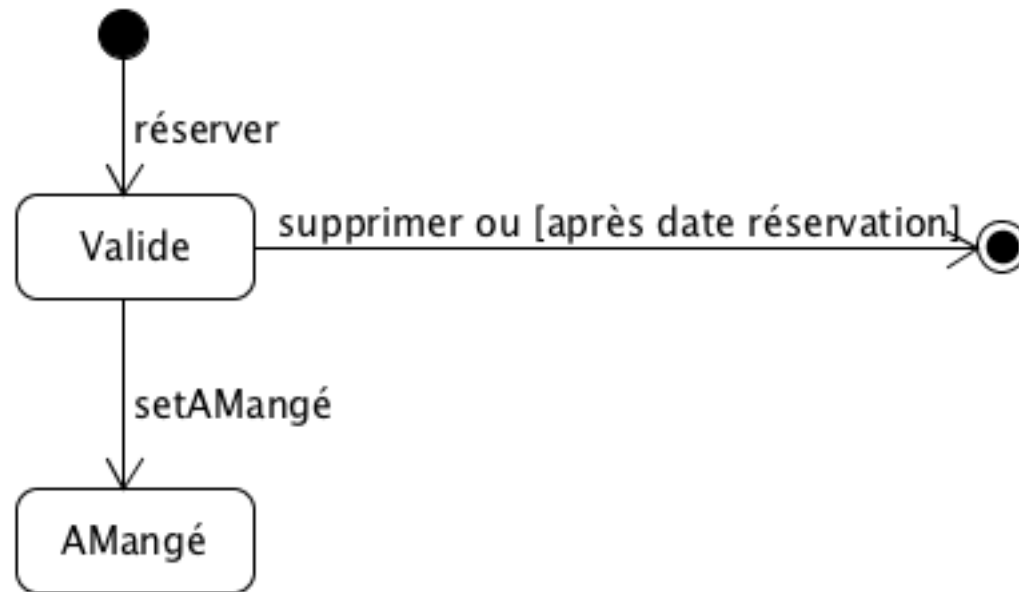 réserver
supprimer ou [après date réservation]
Valide
setAMangé
AMangé